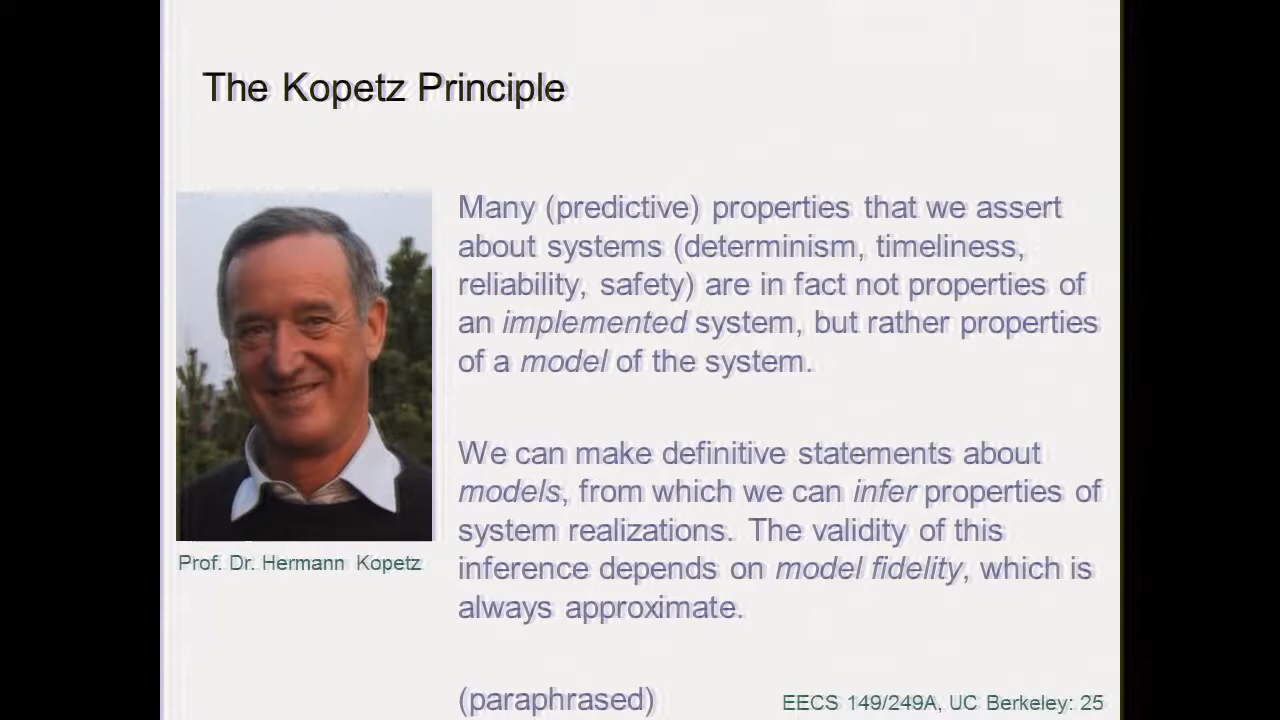 The Kopetz Principle
Many (predictive) properties that we assert
about systems (determinism, timeliness,
reliability, safety) are in fact not properties of
an implemented system, but rather properties
of a model of the system.
We can make definitive statements about
models, from which we can infer properties of
system realizations. The validity of this
inference depends on model fidelity, which is
always approximate.
(paraphrased)
Prof. Dr. Hermann Kopetz
EECS 149/249A, UC Berkeley: 25